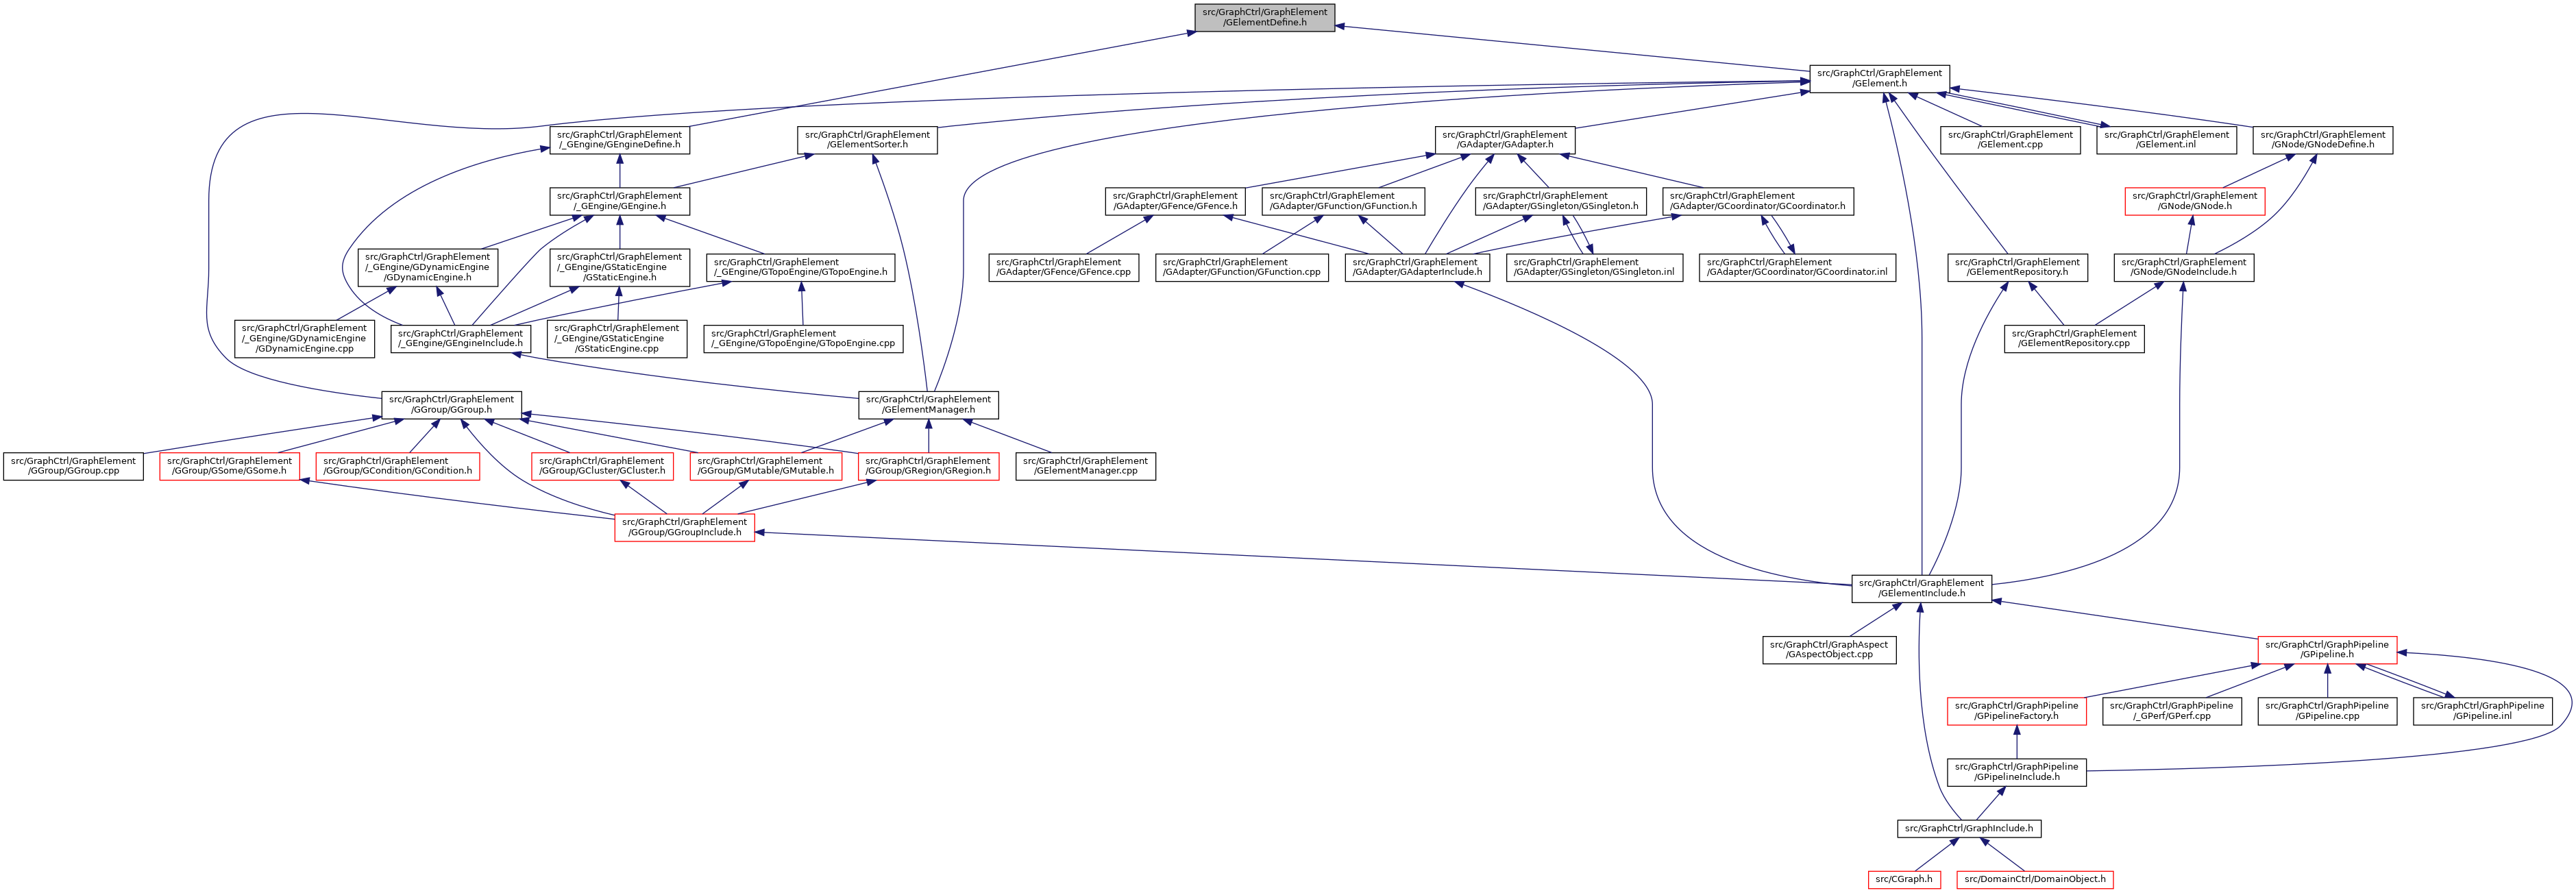 src/GraphCtrl/GraphElement
/GElementDefine.h
src/GraphCtrl/GraphElement
/GElement.h
src/GraphCtrl/GraphElement
/_GEngine/GEngineDefine.h
src/GraphCtrl/GraphElement
/GElementSorter.h
src/GraphCtrl/GraphElement
/GAdapter/GAdapter.h
src/GraphCtrl/GraphElement
/GElement.cpp
src/GraphCtrl/GraphElement
/GElement.inl
src/GraphCtrl/GraphElement
/GNode/GNodeDefine.h
src/GraphCtrl/GraphElement
/_GEngine/GEngine.h
src/GraphCtrl/GraphElement
/GAdapter/GFence/GFence.h
src/GraphCtrl/GraphElement
/GAdapter/GFunction/GFunction.h
src/GraphCtrl/GraphElement
/GAdapter/GSingleton/GSingleton.h
src/GraphCtrl/GraphElement
/GAdapter/GCoordinator/GCoordinator.h
src/GraphCtrl/GraphElement
/GNode/GNode.h
src/GraphCtrl/GraphElement
/_GEngine/GDynamicEngine
/GDynamicEngine.h
src/GraphCtrl/GraphElement
/_GEngine/GStaticEngine
/GStaticEngine.h
src/GraphCtrl/GraphElement
/_GEngine/GTopoEngine/GTopoEngine.h
src/GraphCtrl/GraphElement
/GAdapter/GFence/GFence.cpp
src/GraphCtrl/GraphElement
/GAdapter/GFunction/GFunction.cpp
src/GraphCtrl/GraphElement
/GAdapter/GAdapterInclude.h
src/GraphCtrl/GraphElement
/GAdapter/GSingleton/GSingleton.inl
src/GraphCtrl/GraphElement
/GAdapter/GCoordinator/GCoordinator.inl
src/GraphCtrl/GraphElement
/GElementRepository.h
src/GraphCtrl/GraphElement
/GNode/GNodeInclude.h
src/GraphCtrl/GraphElement
/_GEngine/GDynamicEngine
/GDynamicEngine.cpp
src/GraphCtrl/GraphElement
/_GEngine/GEngineInclude.h
src/GraphCtrl/GraphElement
/_GEngine/GStaticEngine
/GStaticEngine.cpp
src/GraphCtrl/GraphElement
/_GEngine/GTopoEngine/GTopoEngine.cpp
src/GraphCtrl/GraphElement
/GElementRepository.cpp
src/GraphCtrl/GraphElement
/GGroup/GGroup.h
src/GraphCtrl/GraphElement
/GElementManager.h
src/GraphCtrl/GraphElement
/GGroup/GGroup.cpp
src/GraphCtrl/GraphElement
/GGroup/GSome/GSome.h
src/GraphCtrl/GraphElement
/GGroup/GCondition/GCondition.h
src/GraphCtrl/GraphElement
/GGroup/GCluster/GCluster.h
src/GraphCtrl/GraphElement
/GGroup/GMutable/GMutable.h
src/GraphCtrl/GraphElement
/GGroup/GRegion/GRegion.h
src/GraphCtrl/GraphElement
/GElementManager.cpp
src/GraphCtrl/GraphElement
/GGroup/GGroupInclude.h
src/GraphCtrl/GraphElement
/GElementInclude.h
src/GraphCtrl/GraphAspect
/GAspectObject.cpp
src/GraphCtrl/GraphPipeline
/GPipeline.h
src/GraphCtrl/GraphPipeline
/GPipelineFactory.h
src/GraphCtrl/GraphPipeline
/_GPerf/GPerf.cpp
src/GraphCtrl/GraphPipeline
/GPipeline.cpp
src/GraphCtrl/GraphPipeline
/GPipeline.inl
src/GraphCtrl/GraphPipeline
/GPipelineInclude.h
src/GraphCtrl/GraphInclude.h
src/CGraph.h
src/DomainCtrl/DomainObject.h